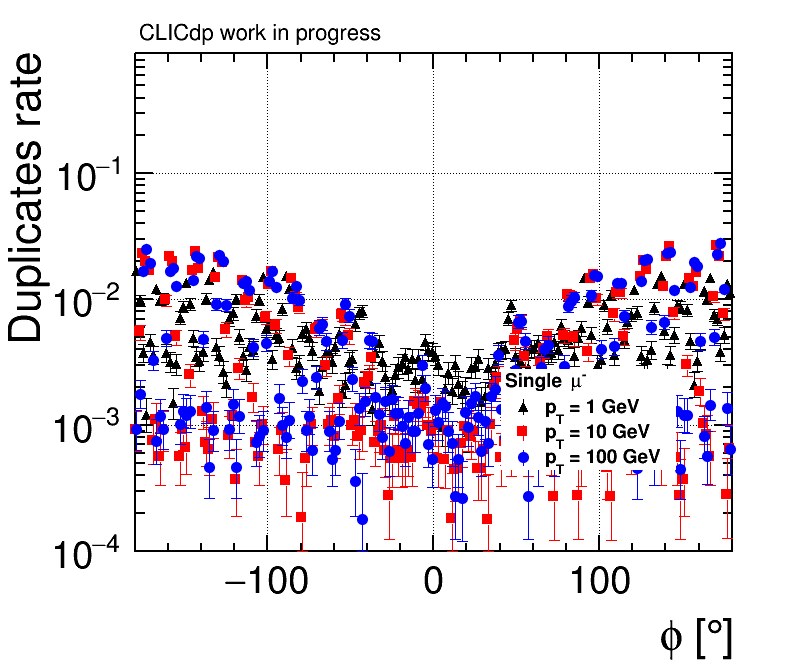 CLICdp work in progress
Duplicates rate
10⁻¹
10⁻²
10⁻³
10⁻⁴
Single μ⁻
p_T = 1 GeV
p_T = 10 GeV
p_T = 100 GeV
−100 0 100
ϕ [°]